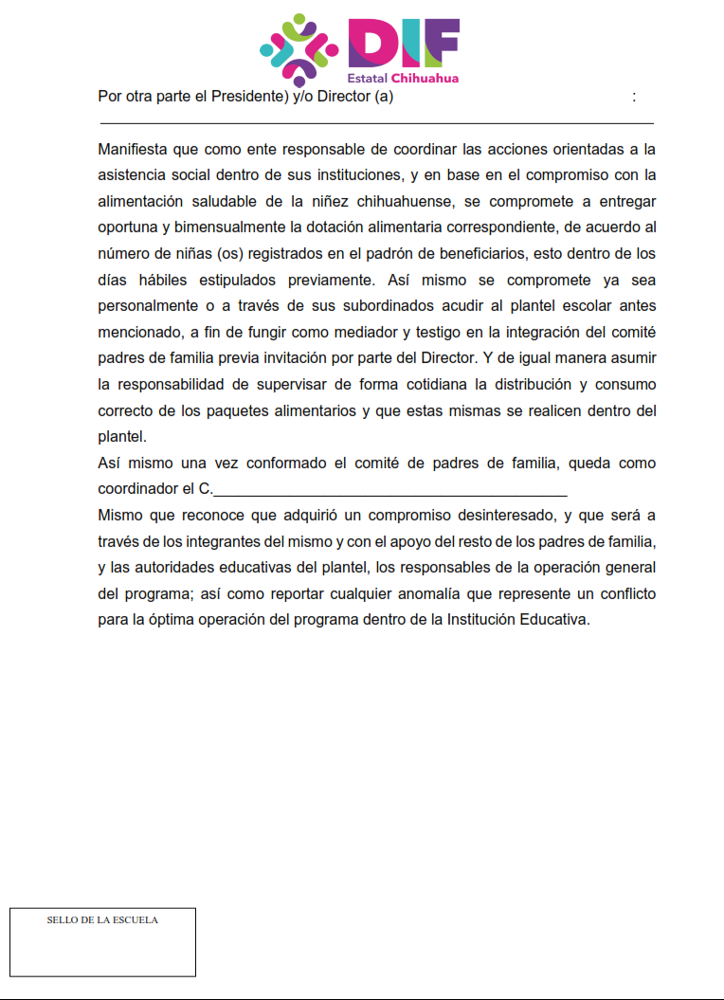 DIF
Estatal Chihuahua
Por otra parte el Presidente) y/o Director (a) :
Manifiesta que como ente responsable de coordinar las acciones orientadas a la
asistencia social dentro de sus instituciones, y en base en el compromiso con la
alimentación saludable de la niñez chihuahuense, se compromete a entregar
oportuna y bimensualmente la dotación alimentaria correspondiente, de acuerdo al
número de niñas (os) registrados en el padrón de beneficiarios, esto dentro de los
días hábiles estipulados previamente. Así mismo se compromete ya sea
personalmente o a través de sus subordinados acudir al plantel escolar antes
mencionado, a fin de fungir como mediador y testigo en la integración del comité
padres de familia previa invitación por parte del Director. Y de igual manera asumir
la responsabilidad de supervisar de forma cotidiana la distribución y consumo
correcto de los paquetes alimentarios y que estas mismas se realicen dentro del
plantel.
Así mismo una vez conformado el comité de padres de familia, queda como
coordinador el C.__________________________________________
Mismo que reconoce que adquirió un compromiso desinteresado, y que será a
través de los integrantes del mismo y con el apoyo del resto de los padres de familia,
y las autoridades educativas del plantel, los responsables de la operación general
del programa; así como reportar cualquier anomalía que represente un conflicto
para la óptima operación del programa dentro de la Institución Educativa.
SELLO DE LA ESCUELA